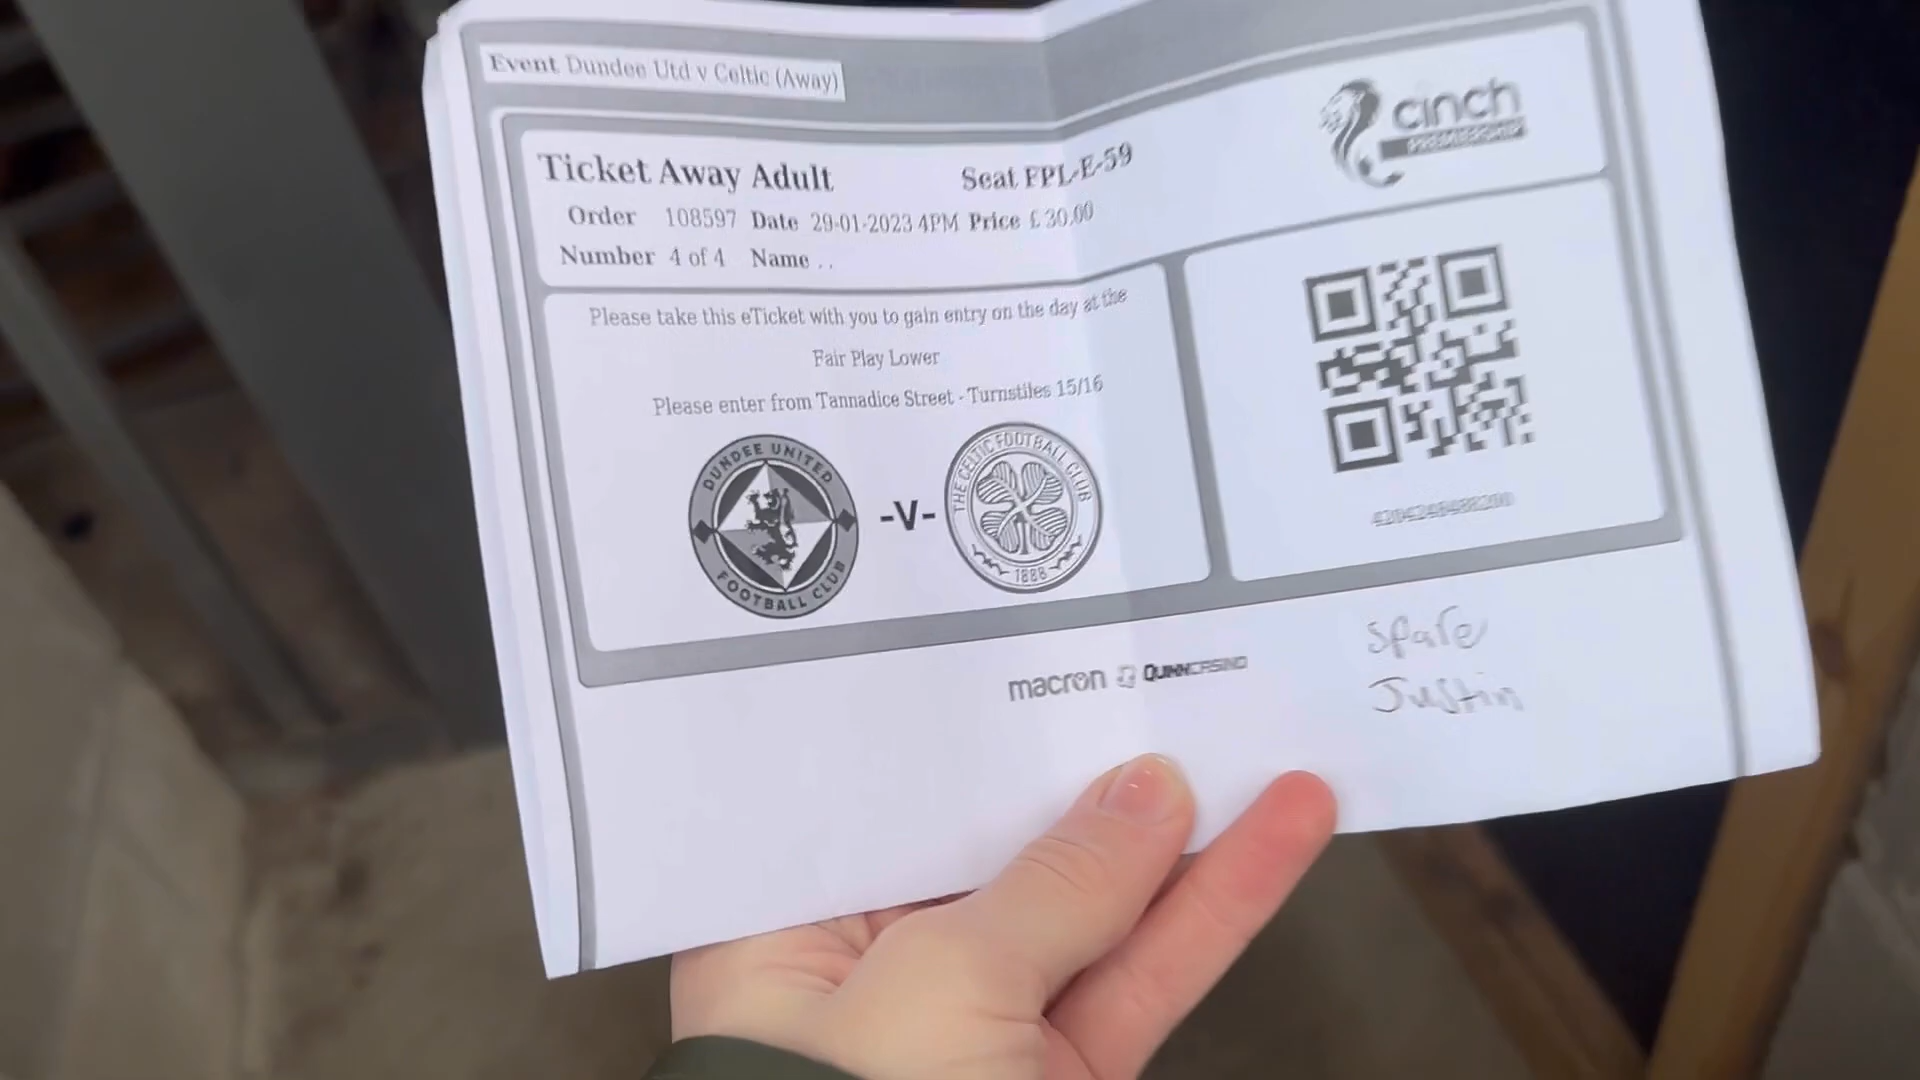 Event Dundee Utd v Celtic (Away)
cinch
Ticket Away Adult Seat FPL-E-59
Order 108597 Date 29-01-2023 4PM Price £ 30.00
Number 4 of 4 Name . .
Please take this eTicket with you to gain entry on the day at the
Fair Play Lower
Please enter from Tannadice Street - Turnstiles 15/16
DUNDEE UNITED
FOOTBALL CLUB
-V-
THE CELTIC FOOTBALL CLUB
1888
macron QUINNCASINO
Spare
Justin